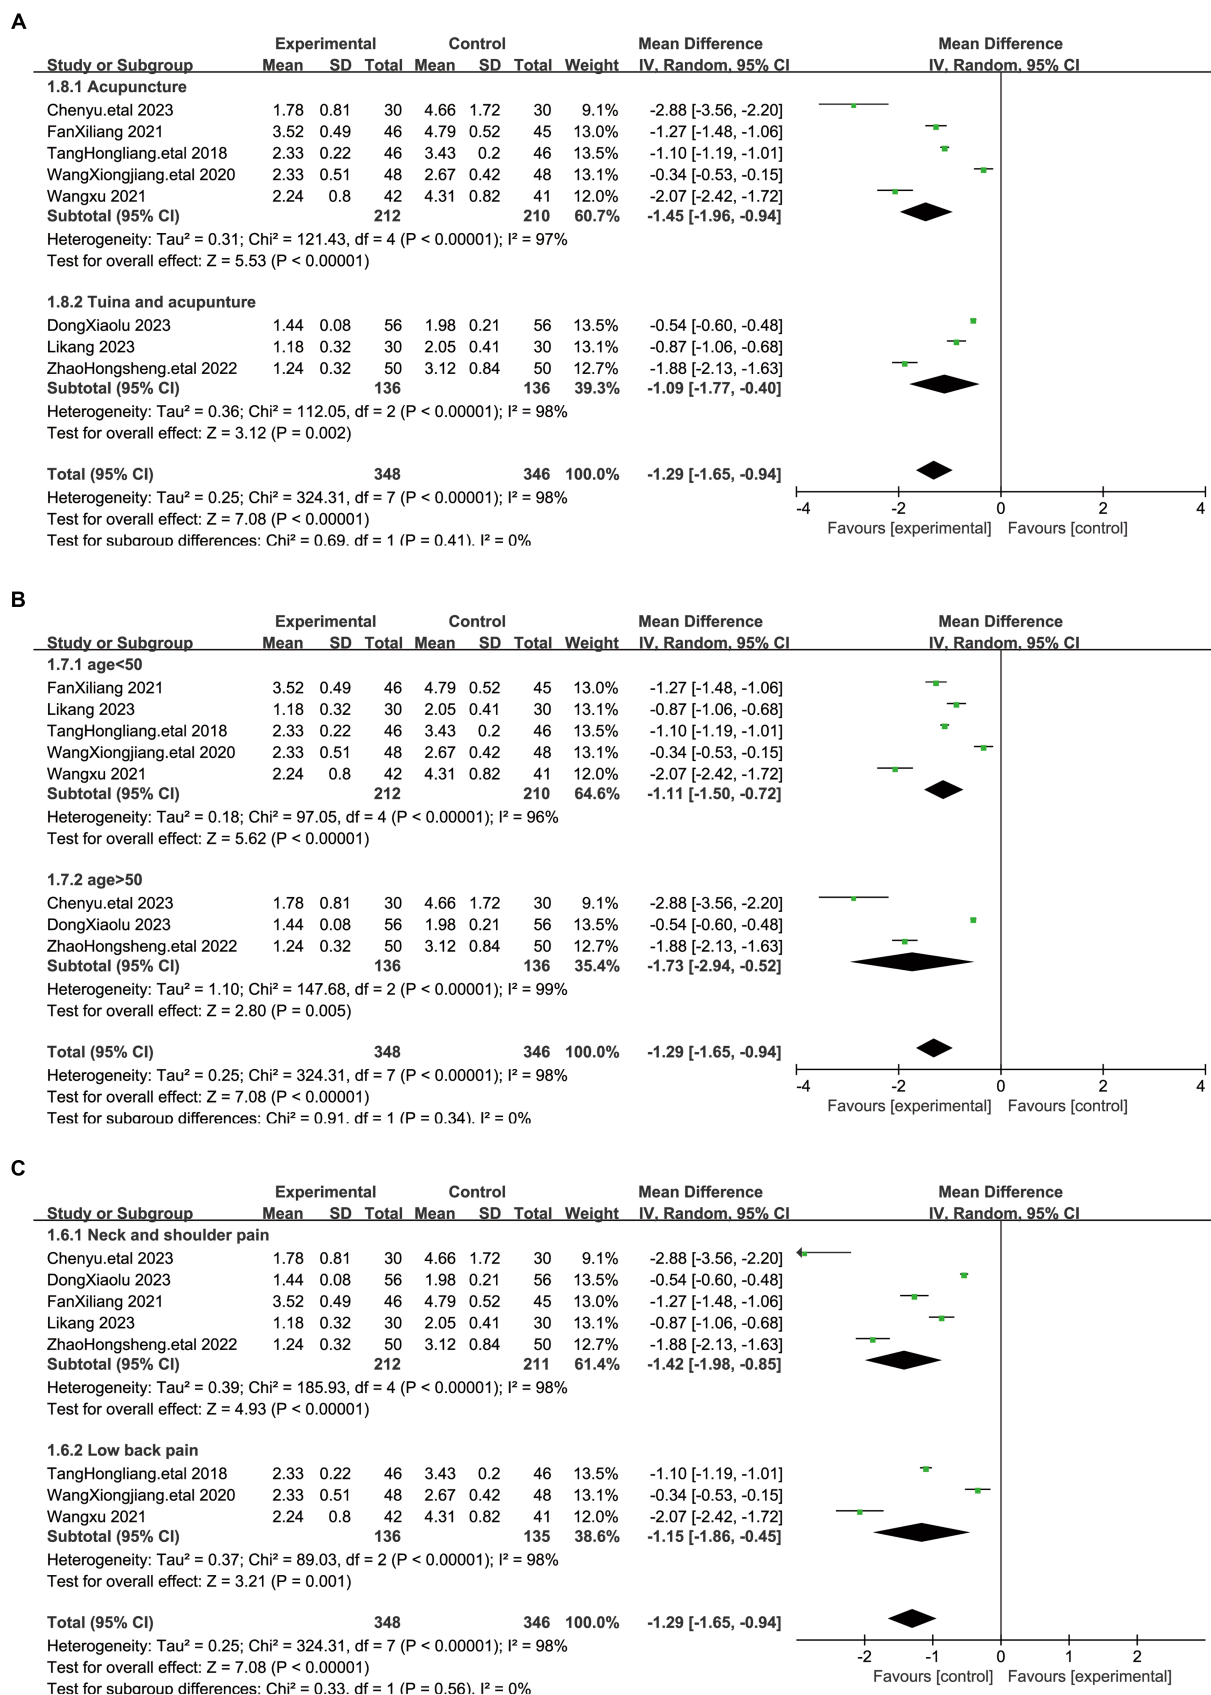 A
Experimental Control Mean Difference Mean Difference
Study or Subgroup Mean SD Total Mean SD Total Weight IV, Random, 95% CI IV, Random, 95% CI
1.8.1 Acupuncture
Chenyu.etal 2023 1.78 0.81 30 4.66 1.72 30 9.1% -2.88 [-3.56, -2.20]
FanXiliang 2021 3.52 0.49 46 4.79 0.52 45 13.0% -1.27 [-1.48, -1.06]
TangHongliang.etal 2018 2.33 0.22 46 3.43 0.2 46 13.5% -1.10 [-1.19, -1.01]
WangXiongjiang.etal 2020 2.33 0.51 48 2.67 0.42 48 13.1% -0.34 [-0.53, -0.15]
Wangxu 2021 2.24 0.8 42 4.31 0.82 41 12.0% -2.07 [-2.42, -1.72]
Subtotal (95% CI) 212 210 60.7% -1.45 [-1.96, -0.94]
Heterogeneity: Tau² = 0.31; Chi² = 121.43, df = 4 (P < 0.00001); I² = 97%
Test for overall effect: Z = 5.53 (P < 0.00001)
1.8.2 Tuina and acupunture
DongXiaolu 2023 1.44 0.08 56 1.98 0.21 56 13.5% -0.54 [-0.60, -0.48]
Likang 2023 1.18 0.32 30 2.05 0.41 30 13.1% -0.87 [-1.06, -0.68]
ZhaoHongsheng.etal 2022 1.24 0.32 50 3.12 0.84 50 12.7% -1.88 [-2.13, -1.63]
Subtotal (95% CI) 136 136 39.3% -1.09 [-1.77, -0.40]
Heterogeneity: Tau² = 0.36; Chi² = 112.05, df = 2 (P < 0.00001); I² = 98%
Test for overall effect: Z = 3.12 (P = 0.002)
Total (95% CI) 348 346 100.0% -1.29 [-1.65, -0.94]
Heterogeneity: Tau² = 0.25; Chi² = 324.31, df = 7 (P < 0.00001); I² = 98%
Test for overall effect: Z = 7.08 (P < 0.00001)
Test for subgroup differences: Chi² = 0.69, df = 1 (P = 0.41), I² = 0%
-4 -2 0 2 4
Favours [experimental] Favours [control]
B
Experimental Control Mean Difference Mean Difference
Study or Subgroup Mean SD Total Mean SD Total Weight IV, Random, 95% CI IV, Random, 95% CI
1.7.1 age<50
FanXiliang 2021 3.52 0.49 46 4.79 0.52 45 13.0% -1.27 [-1.48, -1.06]
Likang 2023 1.18 0.32 30 2.05 0.41 30 13.1% -0.87 [-1.06, -0.68]
TangHongliang.etal 2018 2.33 0.22 46 3.43 0.2 46 13.5% -1.10 [-1.19, -1.01]
WangXiongjiang.etal 2020 2.33 0.51 48 2.67 0.42 48 13.1% -0.34 [-0.53, -0.15]
Wangxu 2021 2.24 0.8 42 4.31 0.82 41 12.0% -2.07 [-2.42, -1.72]
Subtotal (95% CI) 212 210 64.6% -1.11 [-1.50, -0.72]
Heterogeneity: Tau² = 0.18; Chi² = 97.05, df = 4 (P < 0.00001); I² = 96%
Test for overall effect: Z = 5.62 (P < 0.00001)
1.7.2 age>50
Chenyu.etal 2023 1.78 0.81 30 4.66 1.72 30 9.1% -2.88 [-3.56, -2.20]
DongXiaolu 2023 1.44 0.08 56 1.98 0.21 56 13.5% -0.54 [-0.60, -0.48]
ZhaoHongsheng.etal 2022 1.24 0.32 50 3.12 0.84 50 12.7% -1.88 [-2.13, -1.63]
Subtotal (95% CI) 136 136 35.4% -1.73 [-2.94, -0.52]
Heterogeneity: Tau² = 1.10; Chi² = 147.68, df = 2 (P < 0.00001); I² = 99%
Test for overall effect: Z = 2.80 (P = 0.005)
Total (95% CI) 348 346 100.0% -1.29 [-1.65, -0.94]
Heterogeneity: Tau² = 0.25; Chi² = 324.31, df = 7 (P < 0.00001); I² = 98%
Test for overall effect: Z = 7.08 (P < 0.00001)
Test for subgroup differences: Chi² = 0.91, df = 1 (P = 0.34), I² = 0%
-4 -2 0 2 4
Favours [experimental] Favours [control]
C
Experimental Control Mean Difference Mean Difference
Study or Subgroup Mean SD Total Mean SD Total Weight IV, Random, 95% CI IV, Random, 95% CI
1.6.1 Neck and shoulder pain
Chenyu.etal 2023 1.78 0.81 30 4.66 1.72 30 9.1% -2.88 [-3.56, -2.20]
DongXiaolu 2023 1.44 0.08 56 1.98 0.21 56 13.5% -0.54 [-0.60, -0.48]
FanXiliang 2021 3.52 0.49 46 4.79 0.52 45 13.0% -1.27 [-1.48, -1.06]
Likang 2023 1.18 0.32 30 2.05 0.41 30 13.1% -0.87 [-1.06, -0.68]
ZhaoHongsheng.etal 2022 1.24 0.32 50 3.12 0.84 50 12.7% -1.88 [-2.13, -1.63]
Subtotal (95% CI) 212 211 61.4% -1.42 [-1.98, -0.85]
Heterogeneity: Tau² = 0.39; Chi² = 185.93, df = 4 (P < 0.00001); I² = 98%
Test for overall effect: Z = 4.93 (P < 0.00001)
1.6.2 Low back pain
TangHongliang.etal 2018 2.33 0.22 46 3.43 0.2 46 13.5% -1.10 [-1.19, -1.01]
WangXiongjiang.etal 2020 2.33 0.51 48 2.67 0.42 48 13.1% -0.34 [-0.53, -0.15]
Wangxu 2021 2.24 0.8 42 4.31 0.82 41 12.0% -2.07 [-2.42, -1.72]
Subtotal (95% CI) 136 135 38.6% -1.15 [-1.86, -0.45]
Heterogeneity: Tau² = 0.37; Chi² = 89.03, df = 2 (P < 0.00001); I² = 98%
Test for overall effect: Z = 3.21 (P = 0.001)
Total (95% CI) 348 346 100.0% -1.29 [-1.65, -0.94]
Heterogeneity: Tau² = 0.25; Chi² = 324.31, df = 7 (P < 0.00001); I² = 98%
Test for overall effect: Z = 7.08 (P < 0.00001)
Test for subgroup differences: Chi² = 0.33, df = 1 (P = 0.56), I² = 0%
-2 -1 0 1 2
Favours [control] Favours [experimental]